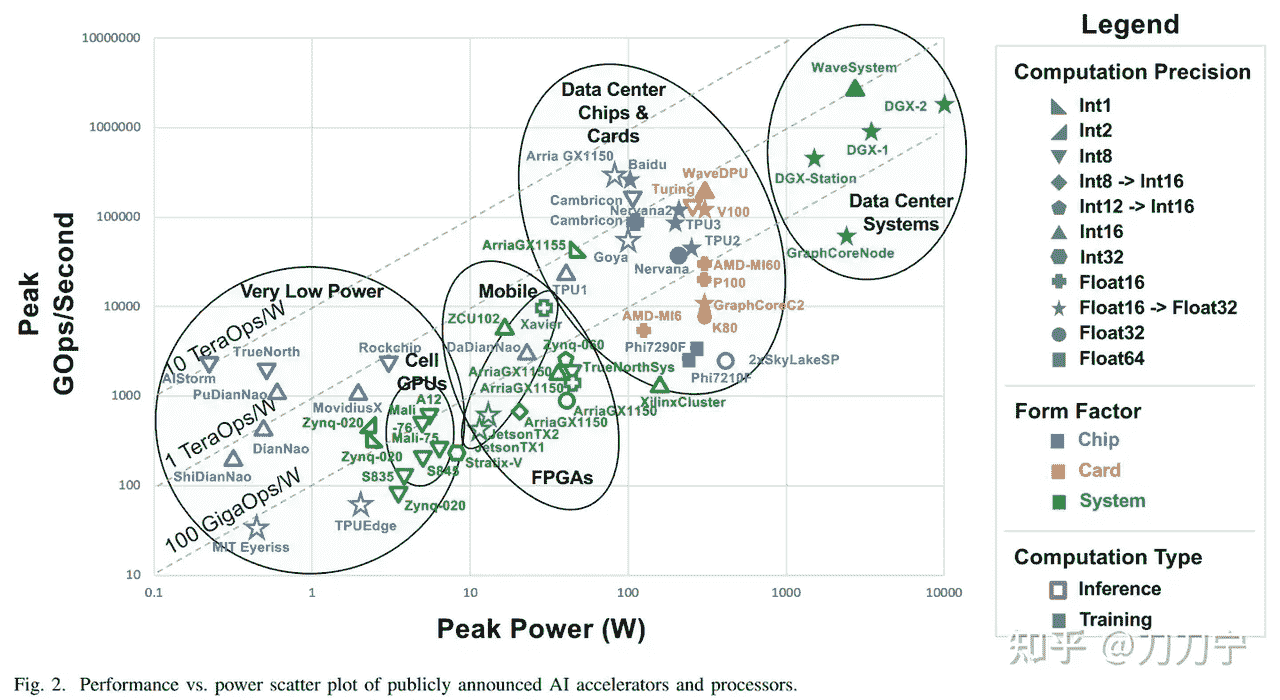 Legend
Computation Precision
Int1
Int2
Int8
Int8 -> Int16
Int12 -> Int16
Int16
Int32
Float16
Float16 -> Float32
Float32
Float64
Form Factor
Chip
Card
System
Computation Type
Inference
Training
Peak
GOps/Second
10000000
1000000
100000
10000
1000
100
10
0.1
1
10
100
1000
10000
Peak Power (W)
Data Center
Chips &
Cards
Data Center
Systems
Very Low Power
Mobile
Cell
GPUs
FPGAs
10 TeraOps/W
1 TeraOps/W
100 GigaOps/W
WaveSystem
DGX-2
DGX-1
DGX-Station
GraphCoreNode
Arria GX1150
Baidu
WaveDPU
Turing
Cambricon
Nervana2
V100
Cambricon
TPU3
Goya
TPU2
Nervana
ArriaGX1155
TPU1
AMD-MI60
P100
GraphCoreC2
K80
AMD-MI6
Phi7290F
Phi7210F
2xSkyLakeSP
XilinxCluster
ZCU102
Xavier
DaDianNao
Zynq-060
ArriaGX1150
TrueNorthSys
ArriaGX1150
ArriaGX1150
ArriaGX1150
JetsonTX2
JetsonTX1
Stratix-V
TrueNorth
AIStorm
Rockchip
PuDianNao
MovidiusX
A12
Mali
-76
Mali-75
Zynq-020
Zynq-020
DianNao
ShiDianNao
S845
S835
Zynq-020
TPUEdge
MIT Eyeriss
知乎 @刀刀宁
Fig. 2. Performance vs. power scatter plot of publicly announced AI accelerators and processors.